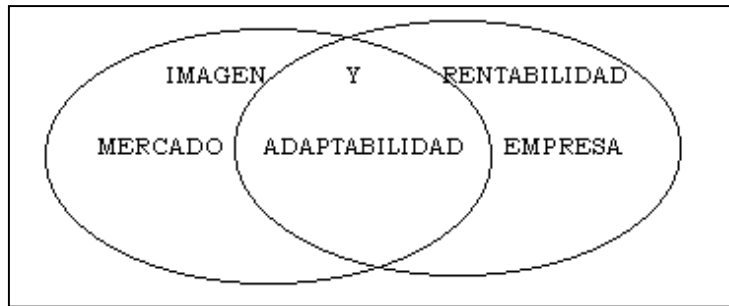 IMAGEN Y RENTABILIDAD
MERCADO ADAPTABILIDAD EMPRESA